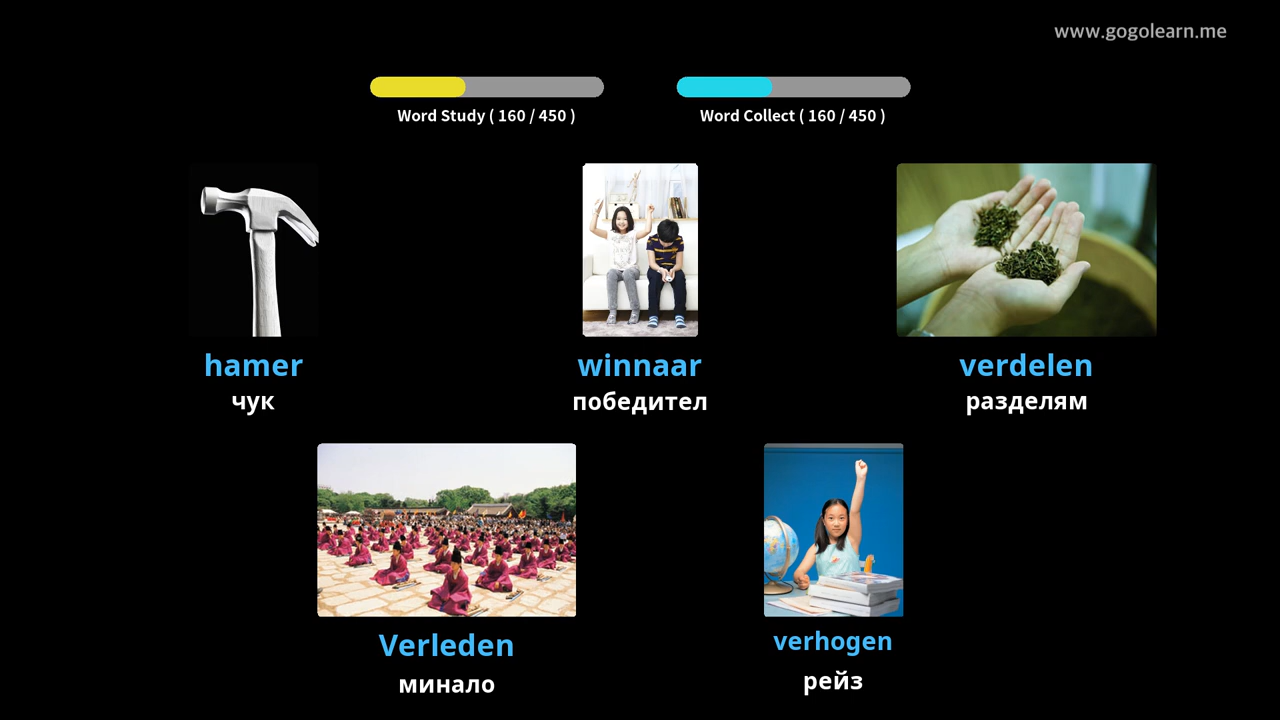 www.gogolearn.me
Word Study ( 160 / 450 )
Word Collect ( 160 / 450 )
hamer
чук
winnaar
победител
verdelen
разделям
Verleden
минало
verhogen
рейз